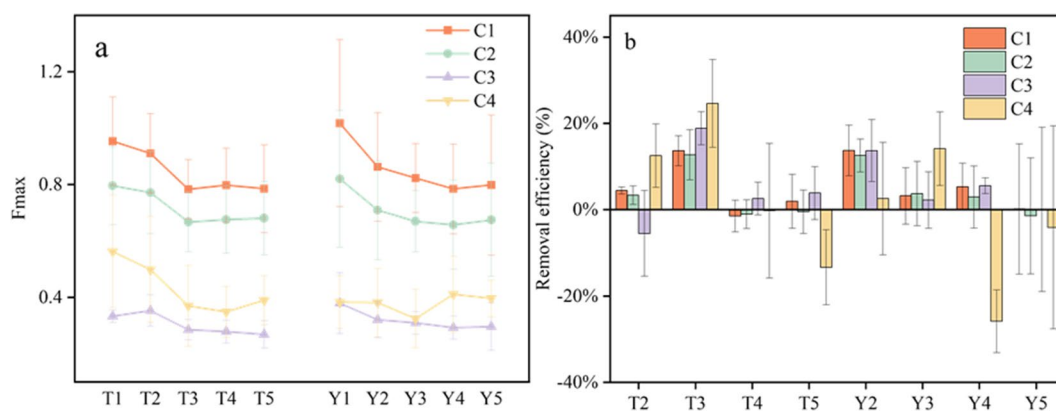 a
C1
C2
C3
C4
Fmax
1.2
0.8
0.4
T1 T2 T3 T4 T5 Y1 Y2 Y3 Y4 Y5
b
C1
C2
C3
C4
Removal efficiency (%)
40%
20%
0%
-20%
-40%
T2 T3 T4 T5 Y2 Y3 Y4 Y5